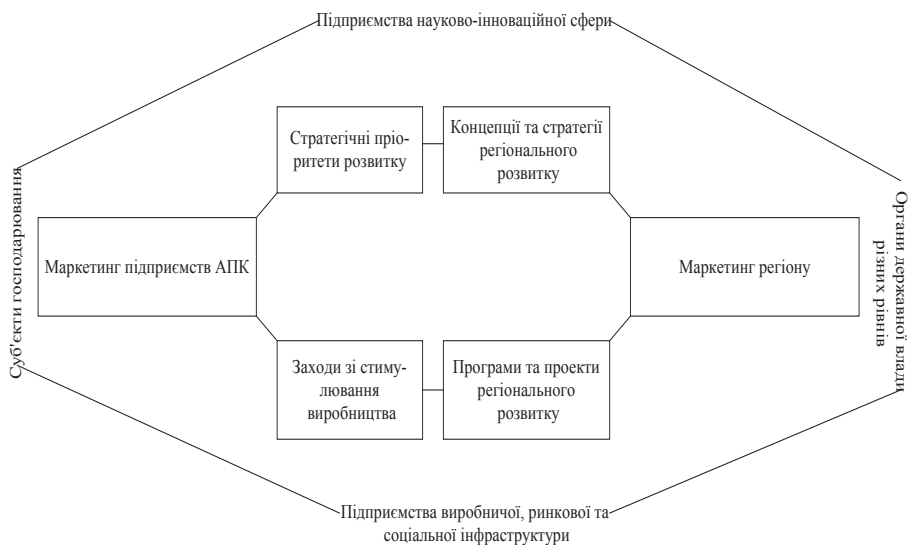 Підприємства науково-інноваційної сфери
Стратегічні пріо-
ритети розвитку
Концепції та стратегії
регіонального
розвитку
Суб'єкти господарювання
Маркетинг підприємств АПК
Маркетинг регіону
Органи державної влади
різних рівнів
Заходи зі стиму-
лювання
виробництва
Програми та проекти
регіонального
розвитку
Підприємства виробничої, ринкової та
соціальної інфраструктури